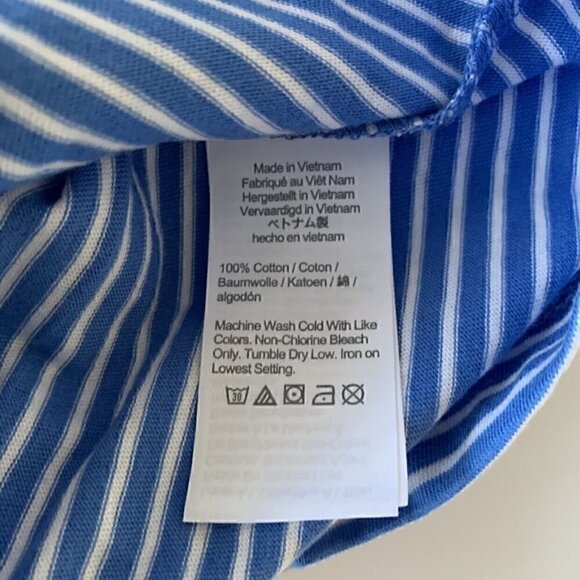 Made in Vietnam
Fabriqué au Viêt Nam
Hergestellt in Vietnam
Vervaardigd in Vietnam
ベトナム製
hecho en vietnam
100% Cotton / Coton /
Baumwolle / Katoen / 綿 /
algodón
Machine Wash Cold With Like
Colors. Non-Chlorine Bleach
Only. Tumble Dry Low. Iron on
Lowest Setting.
30